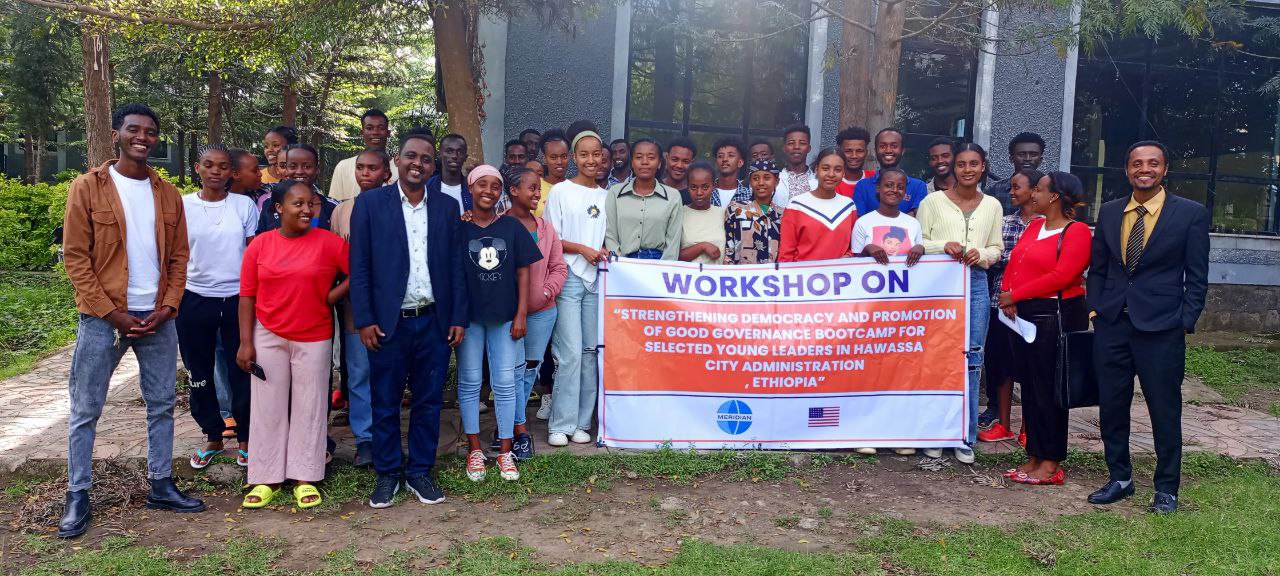 WORKSHOP ON
"STRENGTHENING DEMOCRACY AND PROMOTION
OF GOOD GOVERNANCE BOOTCAMP FOR
SELECTED YOUNG LEADERS IN HAWASSA
CITY ADMINISTRATION
, ETHIOPIA"
MERIDIAN
MICKEY